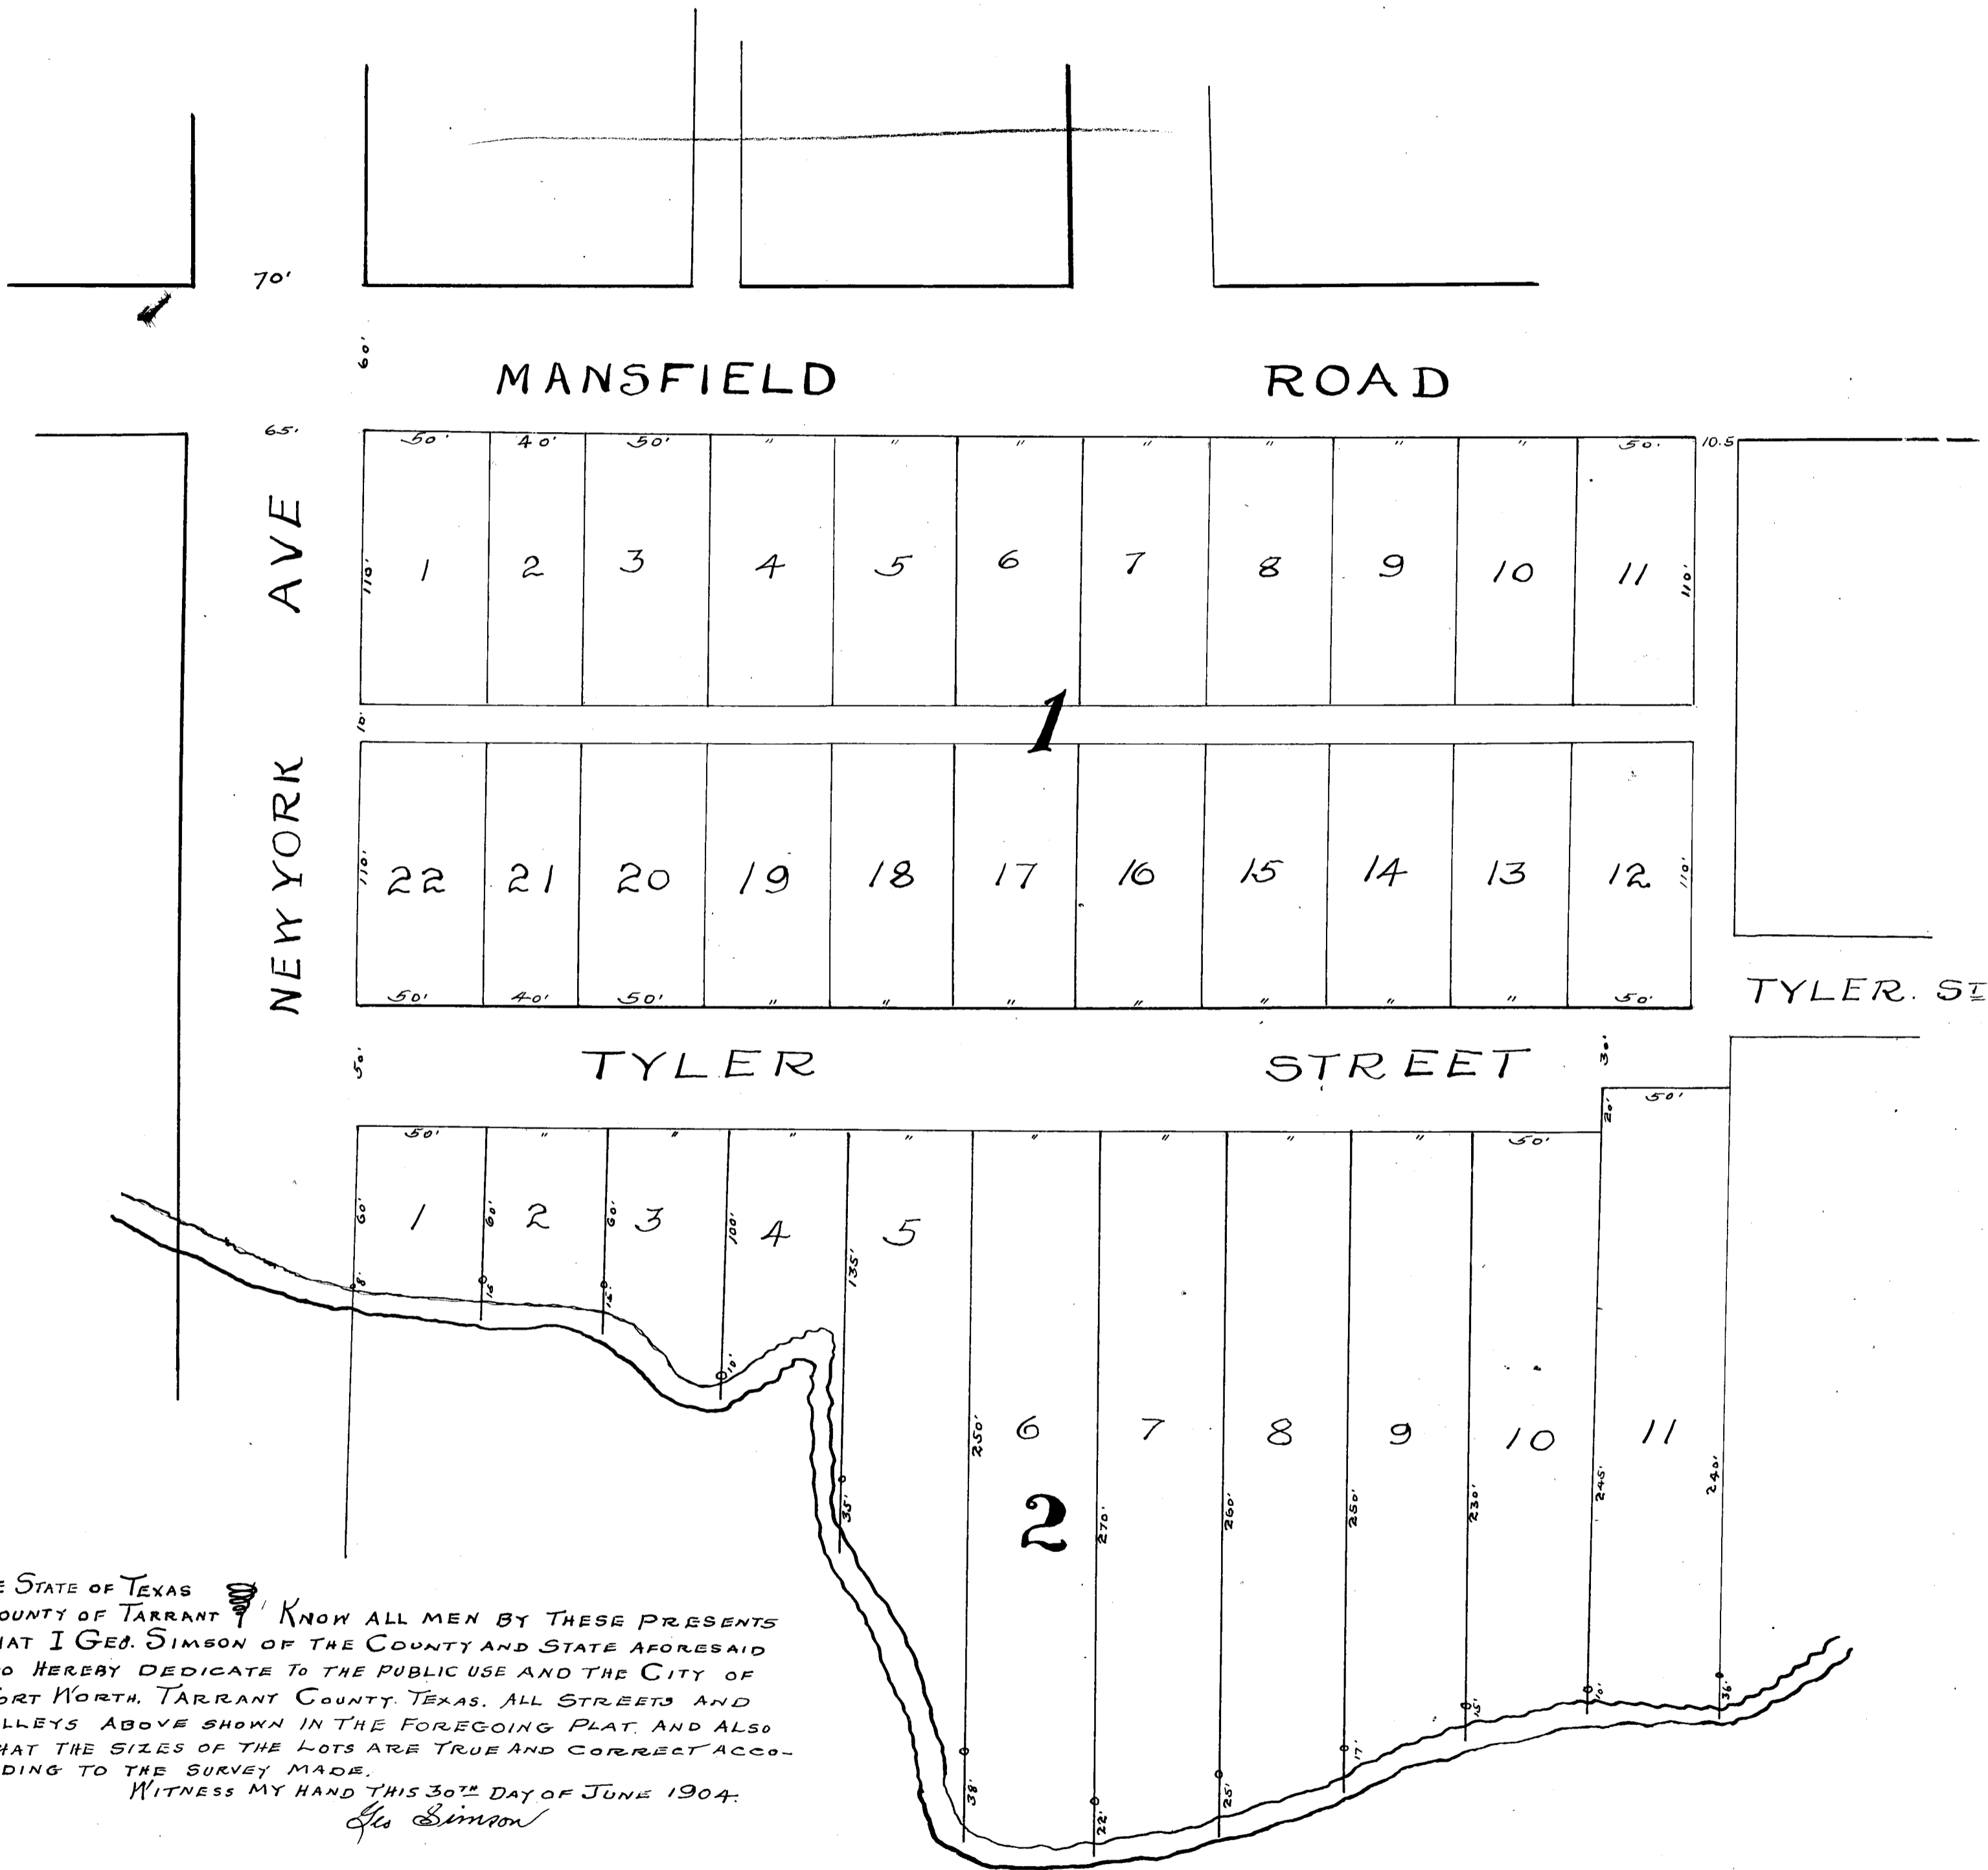 70'
60'
MANSFIELD ROAD
65'
50' 40' 50' " " " " " " " 50. 10.5
NEW YORK AVE
110' 1 2 3 4 5 6 7 8 9 10 11 110'
10'
1
110' 22 21 20 19 18 17 16 15 14 13 12 110'
50' 40' 50' " " " " " " " 50'
TYLER. ST
50' TYLER STREET 30'
20' 50'
50' " " " " " " " " 50'
60' 1 60' 2 60' 3 100' 4 5
135'
8' 15' 10'
250' 6 7 8 9 10 11
35' 270' 260' 250' 230' 245' 240'
2
38' 22' 25' 17' 15' 10' 36'
E STATE OF TEXAS
OUNTY OF TARRANT KNOW ALL MEN BY THESE PRESENTS
HAT I GEO. SIMSON OF THE COUNTY AND STATE AFORESAID
O HEREBY DEDICATE TO THE PUBLIC USE AND THE CITY OF
ORT WORTH, TARRANT COUNTY. TEXAS. ALL STREETS AND
LLEYS ABOVE SHOWN IN THE FOREGOING PLAT. AND ALSO
HAT THE SIZES OF THE LOTS ARE TRUE AND CORRECT ACCO-
DING TO THE SURVEY MADE.
WITNESS MY HAND THIS 30TH DAY OF JUNE 1904.
Geo Simson